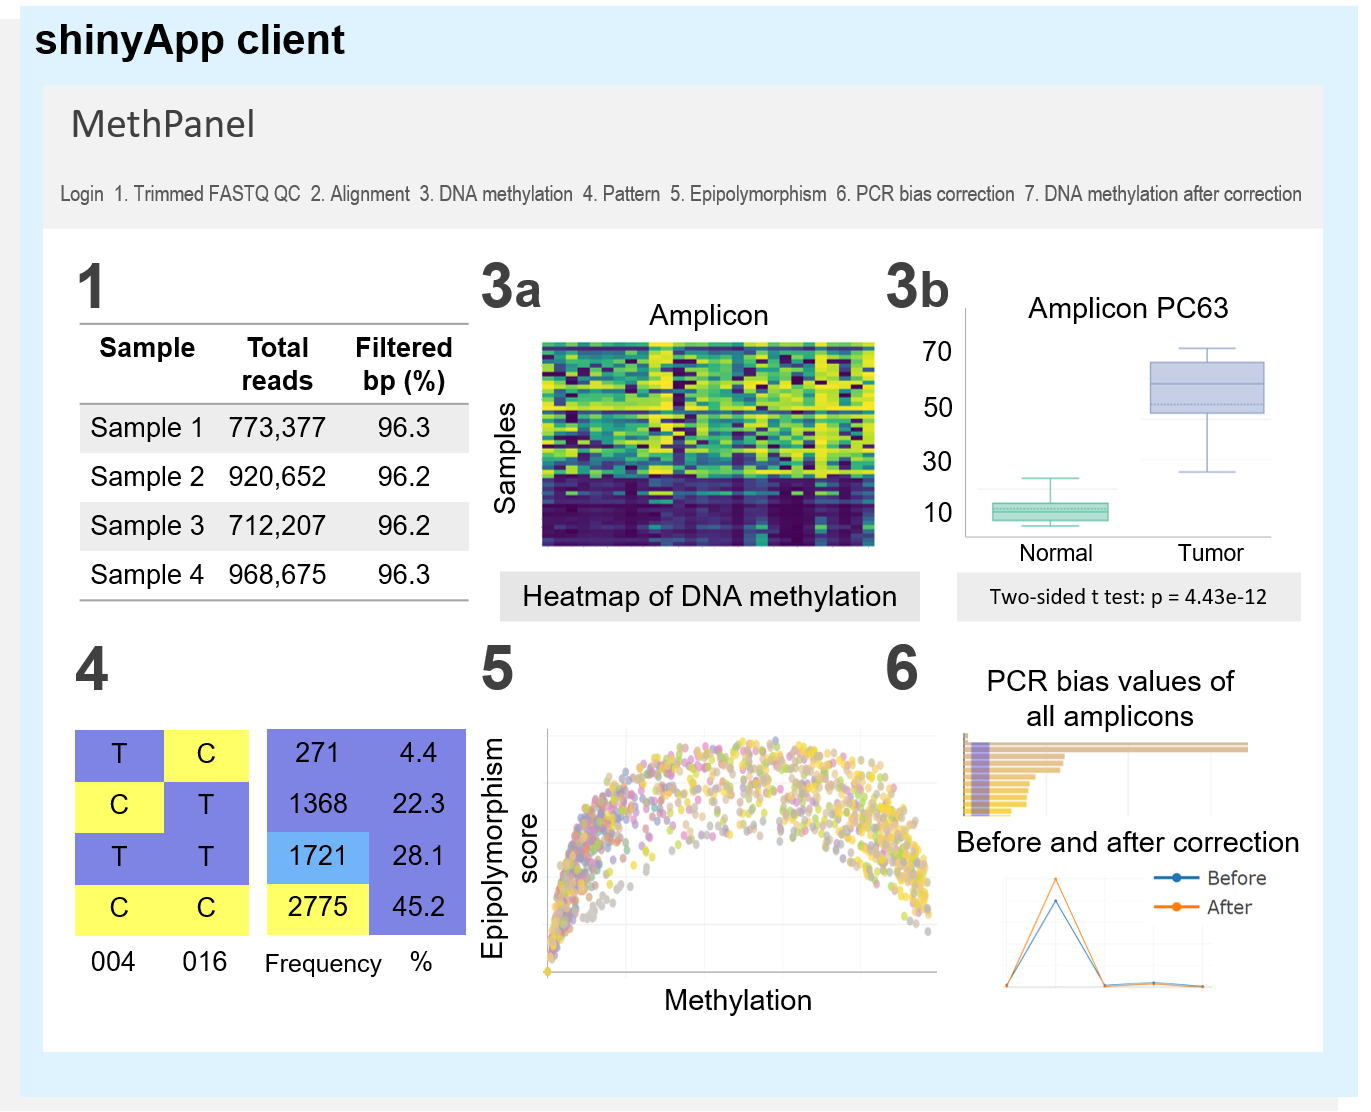 shinyApp client
MethPanel
Login 1. Trimmed FASTQ QC 2. Alignment 3. DNA methylation 4. Pattern 5. Epipolymorphism 6. PCR bias correction 7. DNA methylation after correction
1
Sample Total reads Filtered bp (%)
Sample 1 773,377 96.3
Sample 2 920,652 96.2
Sample 3 712,207 96.2
Sample 4 968,675 96.3
3a
Amplicon
Samples
Heatmap of DNA methylation
3b
Amplicon PC63
70
50
30
10
Normal Tumor
Two-sided t test: p = 4.43e-12
4
T C 271 4.4
C T 1368 22.3
T T 1721 28.1
C C 2775 45.2
004 016 Frequency %
5
Epipolymorphism
score
Methylation
6
PCR bias values of
all amplicons
Before and after correction
Before
After